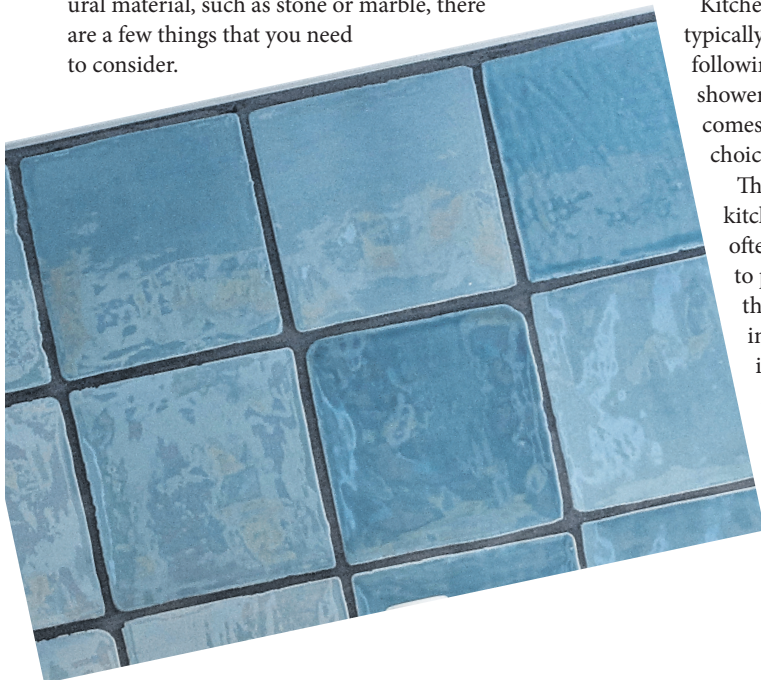 ural material, such as stone or marble, there
are a few things that you need
to consider.
Kitche
typically
followin
shower
comes
choic
Th
kitch
ofte
to p
th
in
i